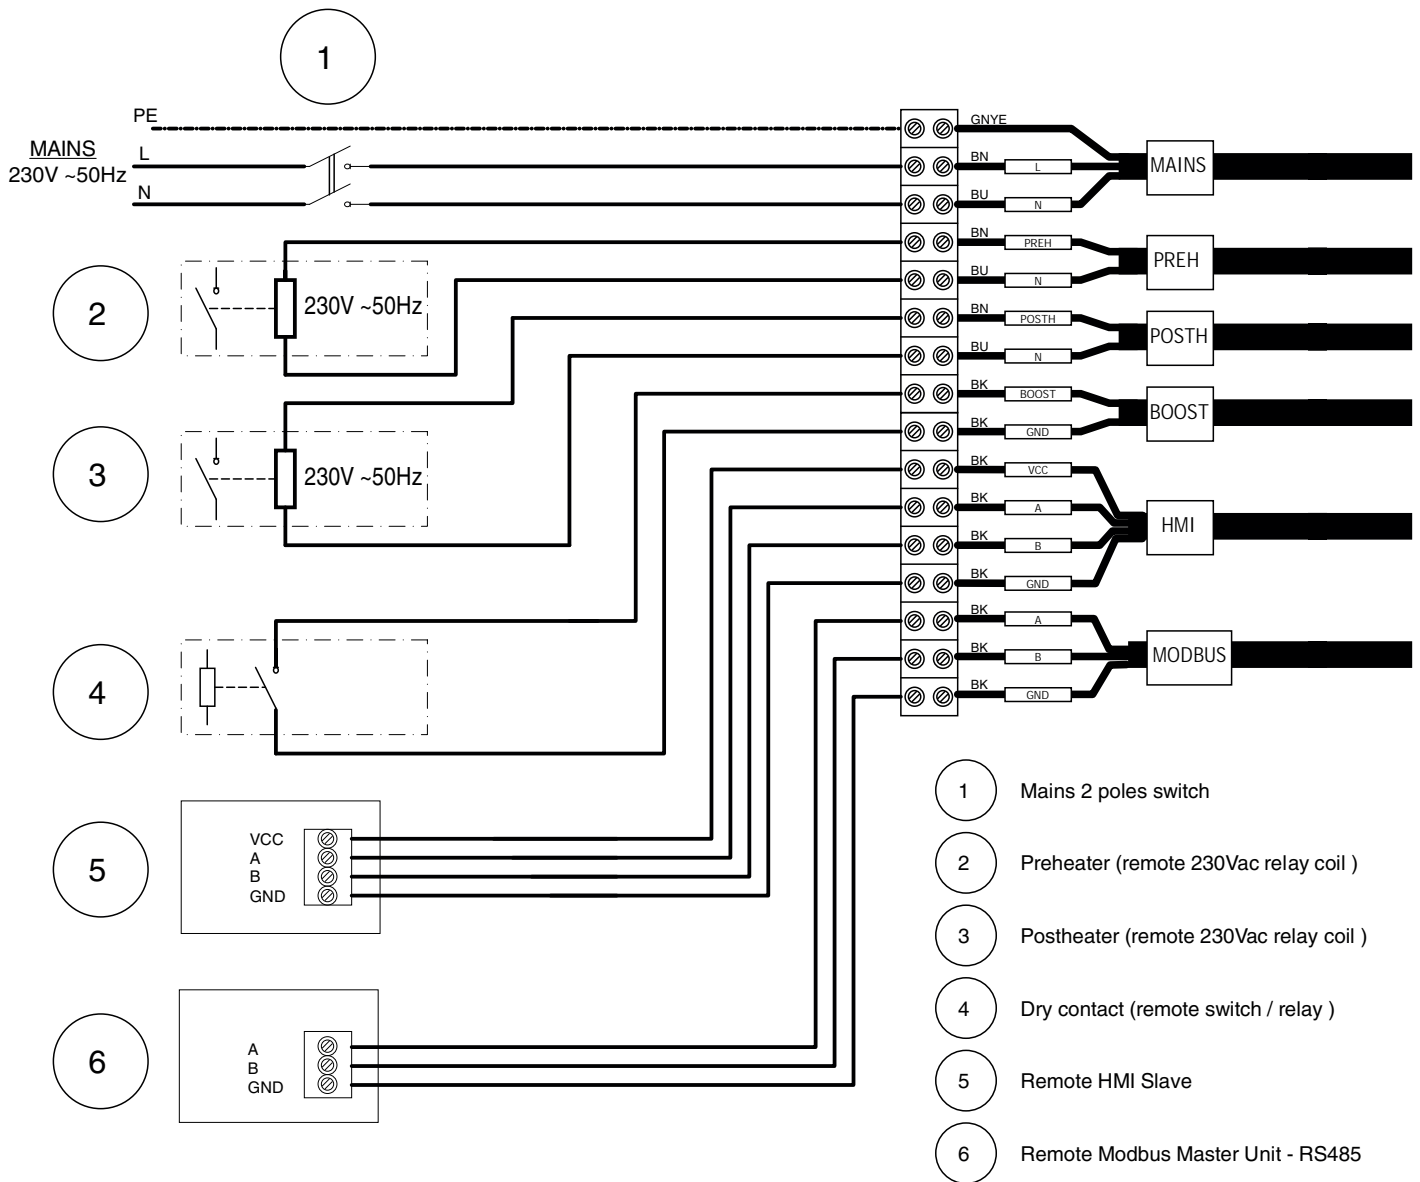 1
PE
MAINS
230V ~50Hz
L
N
GNYE
BN
L
BU
N
MAINS
BN
PREH
BU
N
PREH
2
230V ~50Hz
BN
POSTH
BU
N
POSTH
BK
BOOST
BK
GND
BOOST
3
230V ~50Hz
BK
VCC
BK
A
BK
B
BK
GND
HMI
BK
A
BK
B
BK
GND
MODBUS
4
5
VCC
A
B
GND
6
A
B
GND
1 Mains 2 poles switch
2 Preheater (remote 230Vac relay coil )
3 Postheater (remote 230Vac relay coil )
4 Dry contact (remote switch / relay )
5 Remote HMI Slave
6 Remote Modbus Master Unit - RS485